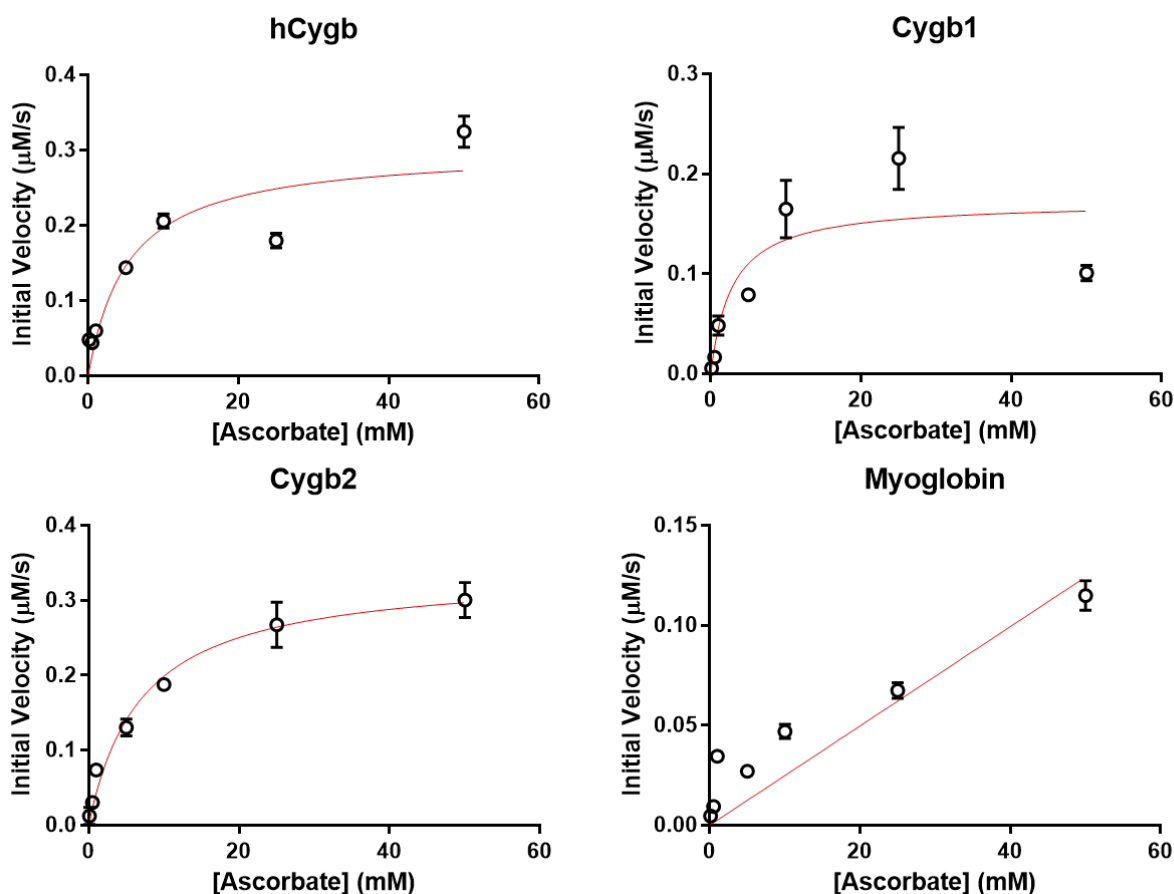 hCygb
Initial Velocity (μM/s)
0.4
0.3
0.2
0.1
0.0
0 20 40 60
[Ascorbate] (mM)
Cygb1
Initial Velocity (μM/s)
0.3
0.2
0.1
0.0
0 20 40 60
[Ascorbate] (mM)
Cygb2
Initial Velocity (μM/s)
0.4
0.3
0.2
0.1
0.0
0 20 40 60
[Ascorbate] (mM)
Myoglobin
Initial Velocity (μM/s)
0.15
0.10
0.05
0.00
0 20 40 60
[Ascorbate] (mM)